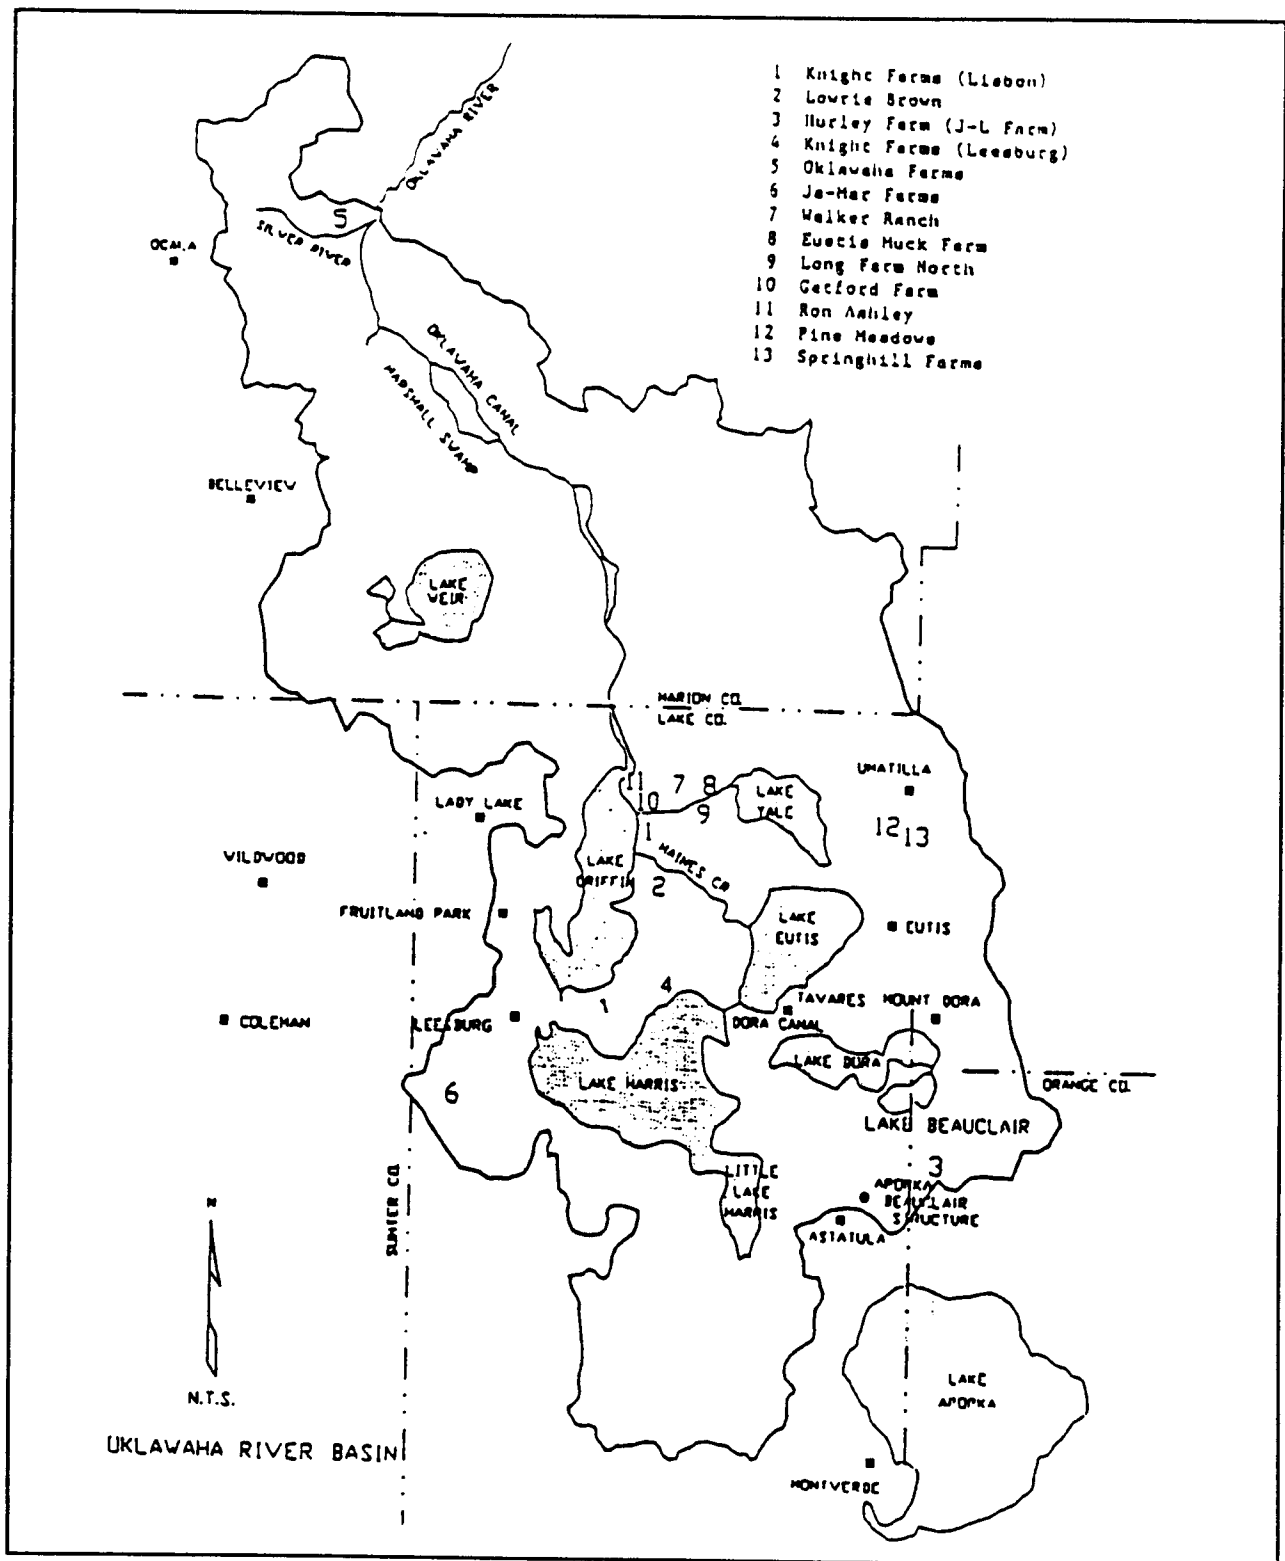 1 Knight Farms (Lisbon)
2 Lowrie Brown
3 Hurley Farm (J-L Farm)
4 Knight Farms (Leesburg)
5 Oklawaha Farms
6 Ja-Mar Farms
7 Walker Ranch
8 Eustis Muck Farm
9 Long Farm North
10 Gatford Farm
11 Ron Ashley
12 Pine Meadows
13 Springhill Farms
OKLAWAHA RIVER
5
SILVER RIVER
OCALA
OKLAWAHA CANAL
MARSHALL SWAMP
BELLEVIEW
LAKE
WEIR
MARION CO.
LAKE CO.
UMATILLA
11
7
8
LAKE
YALE
LADY LAKE
10
9
1
12 13
WILDWOOD
LAKE
GRIFFIN
HAINES CR
2
FRUITLAND PARK
LAKE
EUTIS
EUTIS
4
1
TAVARES
MOUNT DORA
COLEMAN
LEESBURG
DORA CANAL
LAKE DORA
LAKE HARRIS
ORANGE CO.
6
LAKE BEAUCLAIR
3
LITTLE
LAKE
HARRIS
APOPKA
BEAUCLAIR
STRUCTURE
ASTATULA
SUMTER CO.
N
N.T.S.
LAKE
APOPKA
UKLAWAHA RIVER BASIN
MONTVERDE